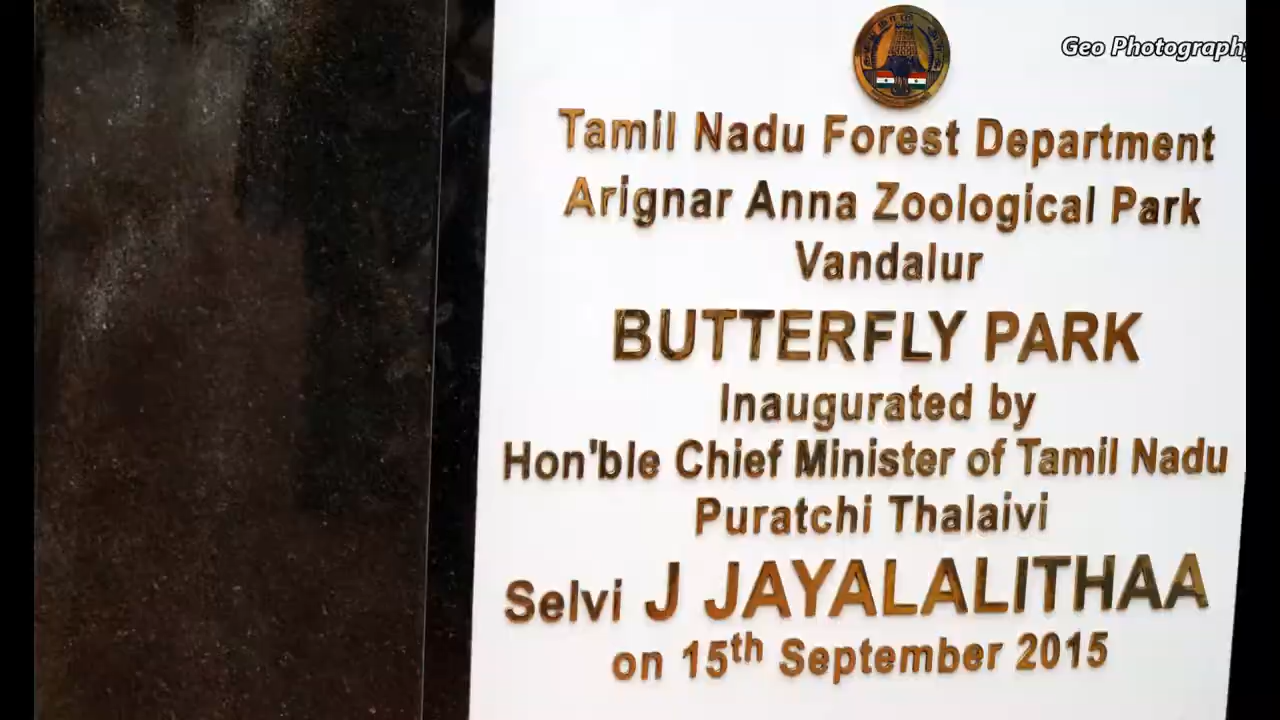 Geo Photography
Tamil Nadu Forest Department
Arignar Anna Zoological Park
Vandalur
BUTTERFLY PARK
Inaugurated by
Hon'ble Chief Minister of Tamil Nadu
Puratchi Thalaivi
Selvi J JAYALALITHAA
on 15th September 2015